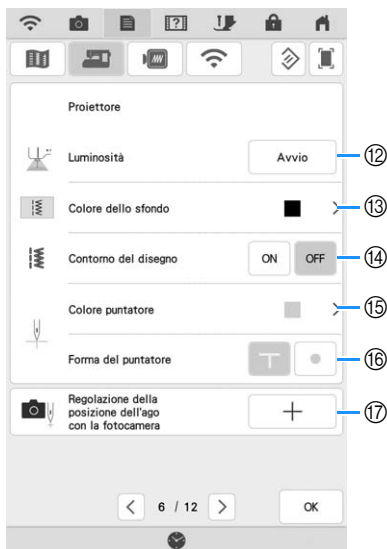 Proiettore
Luminosità
Avvio
⑫
Colore dello sfondo
⑬
Contorno del disegno
ON
OFF
⑭
Colore puntatore
⑮
Forma del puntatore
⑯
Regolazione della
posizione dell'ago
con la fotocamera
⑰
6 / 12
OK